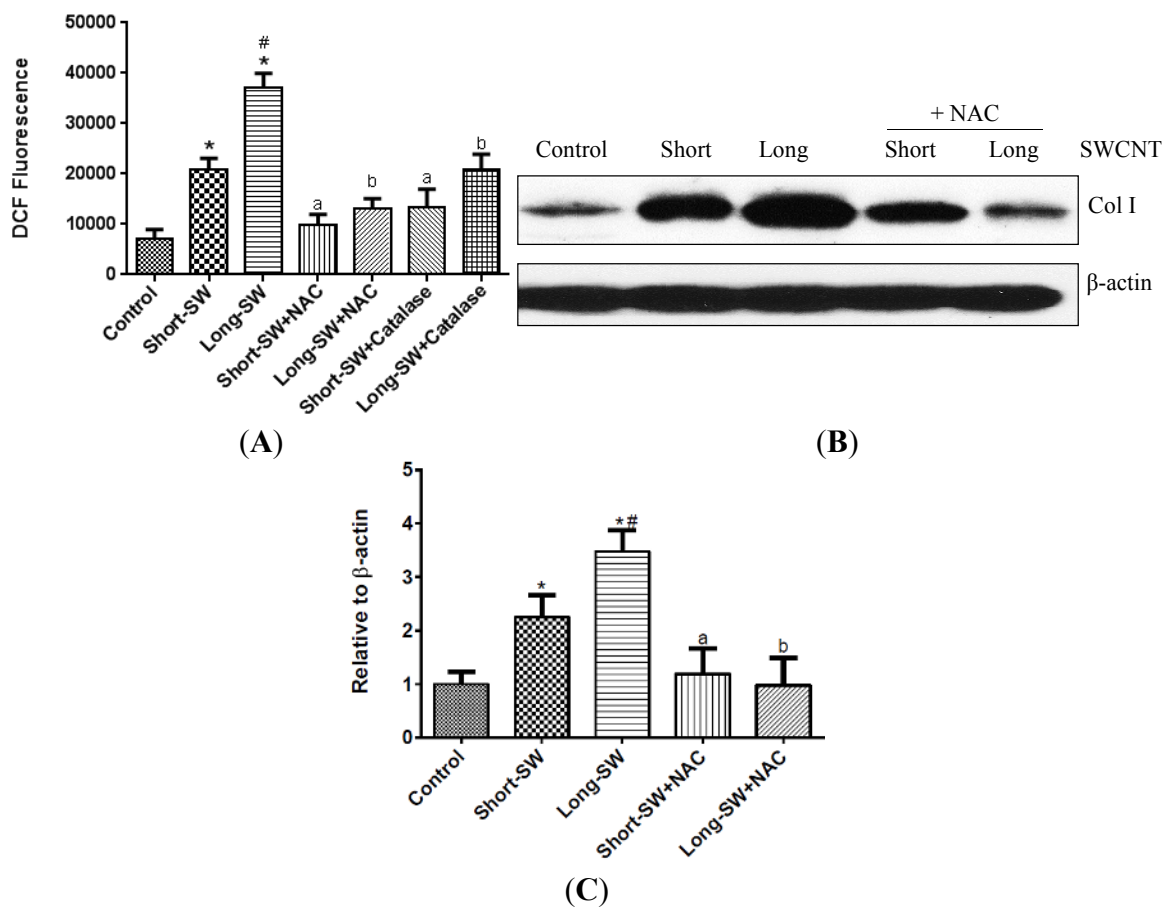 DCF Fluorescence
50000
40000
30000
20000
10000
0
*
#
*
a
b
a
b
Control
Short-SW
Long-SW
Short-SW+NAC
Long-SW+NAC
Short-SW+Catalase
Long-SW+Catalase
(A)
+ NAC
Control Short Long Short Long SWCNT
Col I
β-actin
(B)
Relative to β-actin
5
4
3
2
1
0
*
*#
a
b
Control
Short-SW
Long-SW
Short-SW+NAC
Long-SW+NAC
(C)